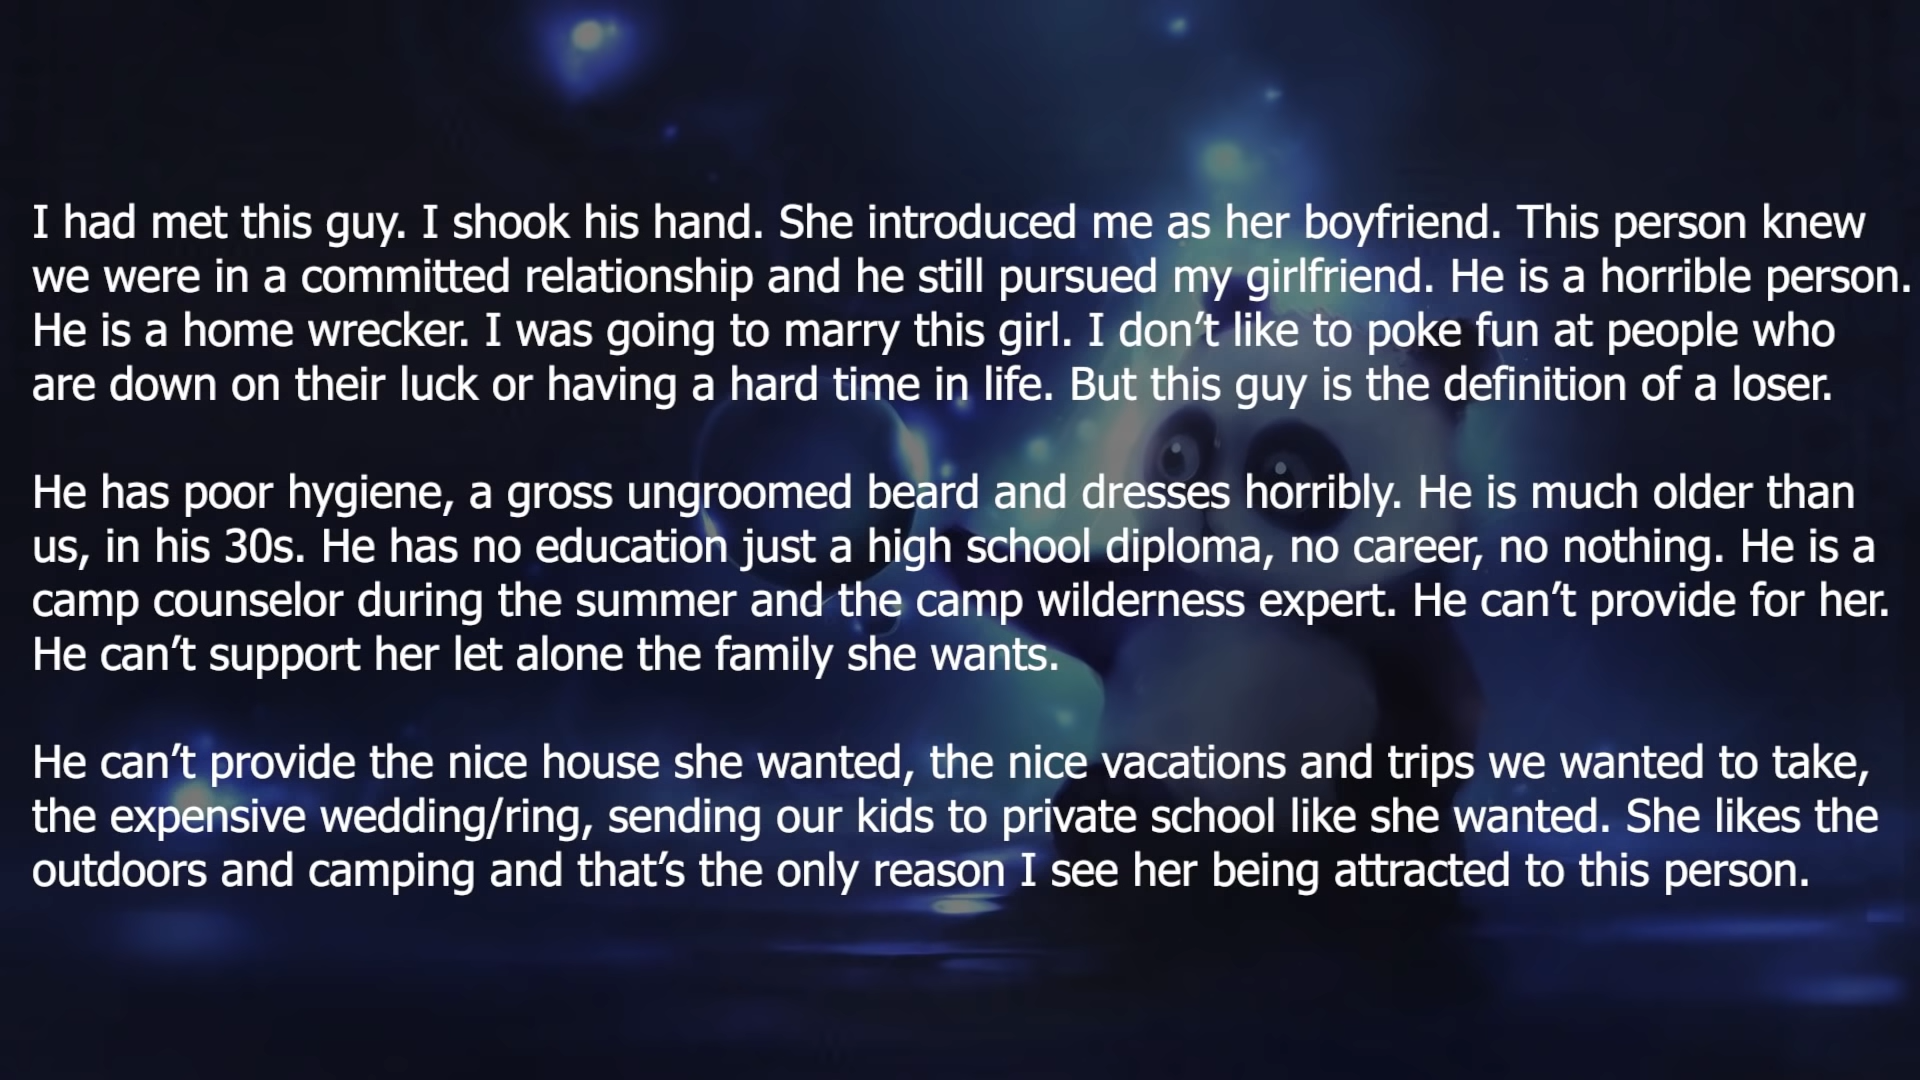 I had met this guy. I shook his hand. She introduced me as her boyfriend. This person knew
we were in a committed relationship and he still pursued my girlfriend. He is a horrible person.
He is a home wrecker. I was going to marry this girl. I don’t like to poke fun at people who
are down on their luck or having a hard time in life. But this guy is the definition of a loser.
He has poor hygiene, a gross ungroomed beard and dresses horribly. He is much older than
us, in his 30s. He has no education just a high school diploma, no career, no nothing. He is a
camp counselor during the summer and the camp wilderness expert. He can’t provide for her.
He can’t support her let alone the family she wants.
He can’t provide the nice house she wanted, the nice vacations and trips we wanted to take,
the expensive wedding/ring, sending our kids to private school like she wanted. She likes the
outdoors and camping and that’s the only reason I see her being attracted to this person.